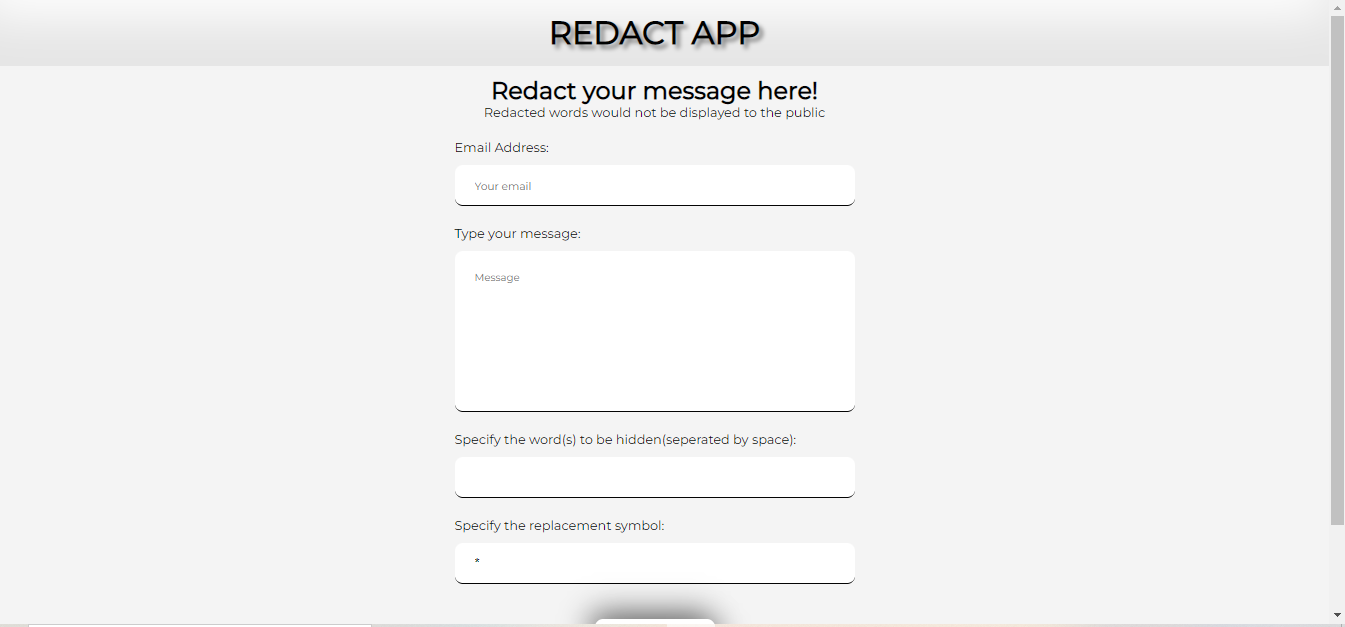 REDACT APP
Redact your message here!
Redacted words would not be displayed to the public
Email Address:
Your email
Type your message:
Message
Specify the word(s) to be hidden(seperated by space):
Specify the replacement symbol:
*